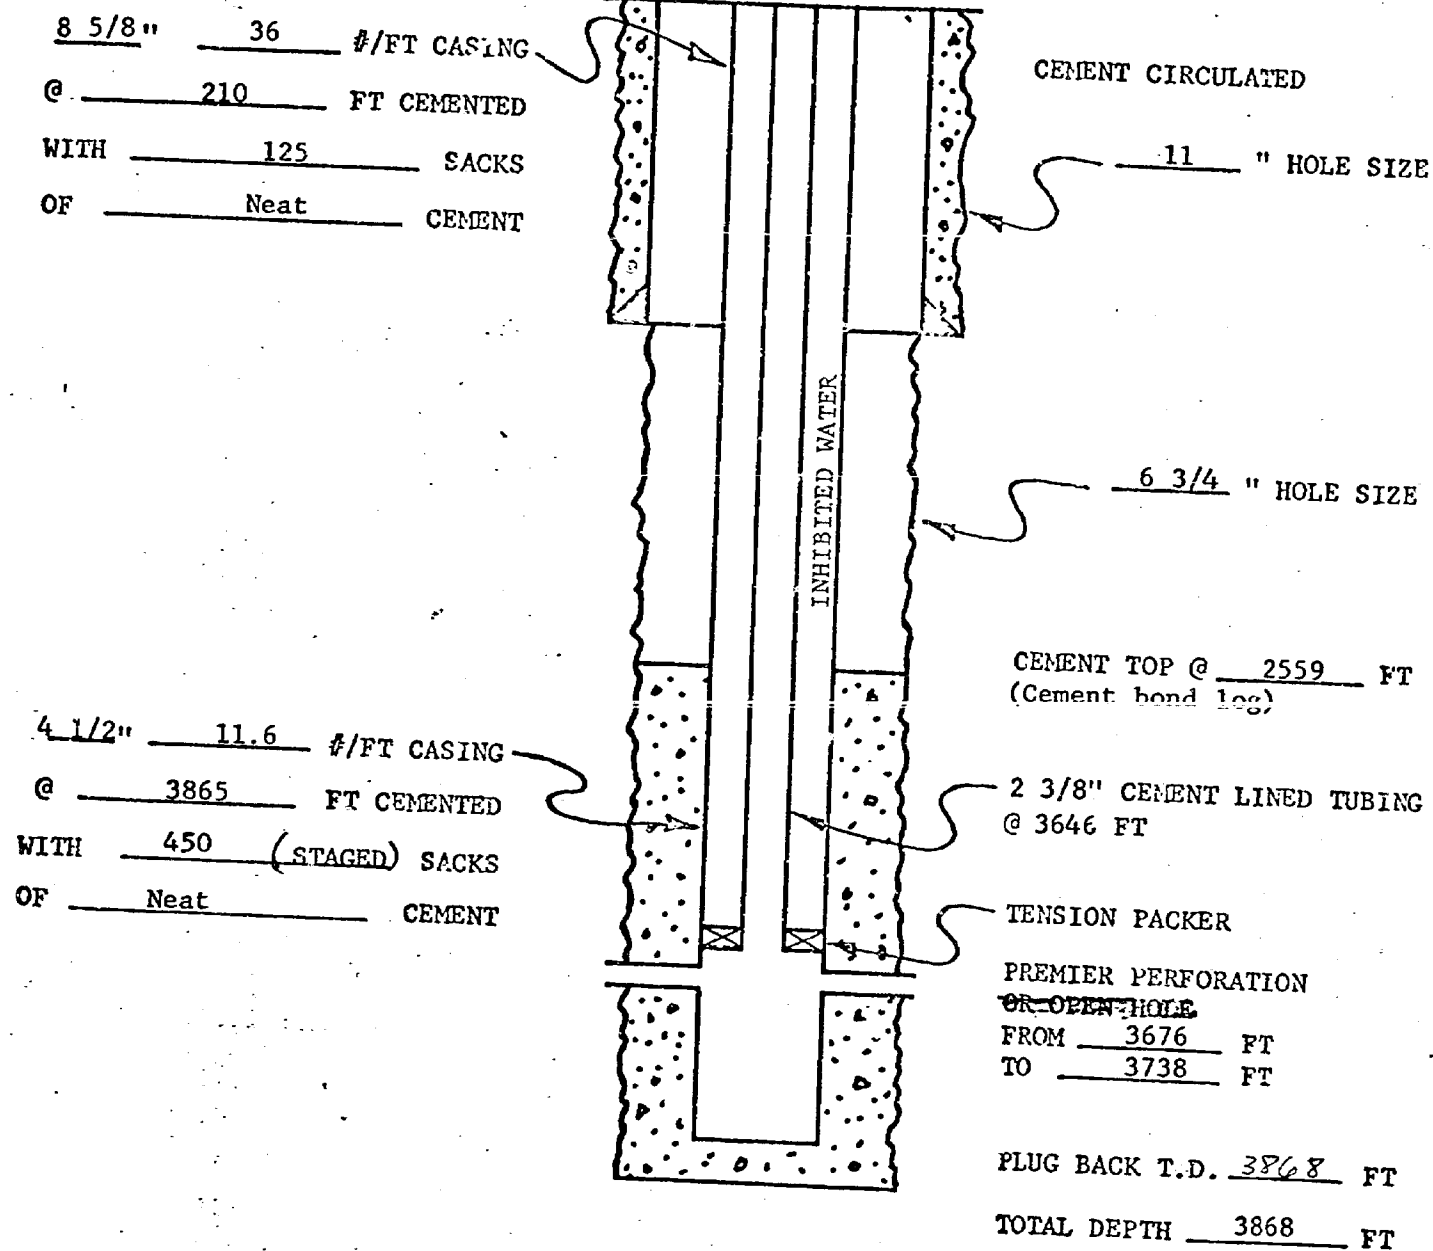 8 5/8" 36 #/FT CASING
@ 210 FT CEMENTED
WITH 125 SACKS
OF Neat CEMENT
CEMENT CIRCULATED
11 " HOLE SIZE
INHIBITED WATER
6 3/4 " HOLE SIZE
CEMENT TOP @ 2559 FT
(Cement bond log)
4 1/2" 11.6 #/FT CASING
@ 3865 FT CEMENTED
WITH 450 (STAGED) SACKS
OF Neat CEMENT
2 3/8" CEMENT LINED TUBING
@ 3646 FT
TENSION PACKER
PREMIER PERFORATION
OR OPEN HOLE
FROM 3676 FT
TO 3738 FT
PLUG BACK T.D. 3868 FT
TOTAL DEPTH 3868 FT